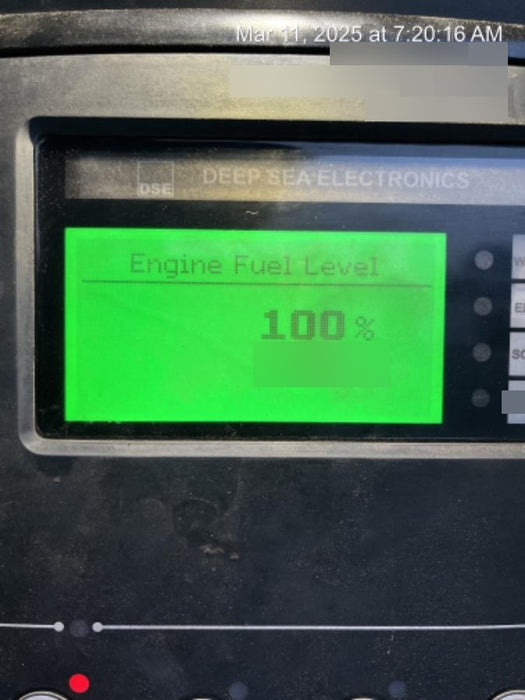 Mar 11, 2025 at 7:20:16 AM
DSE
DEEP SEA ELECTRONICS
Engine Fuel Level
100 %